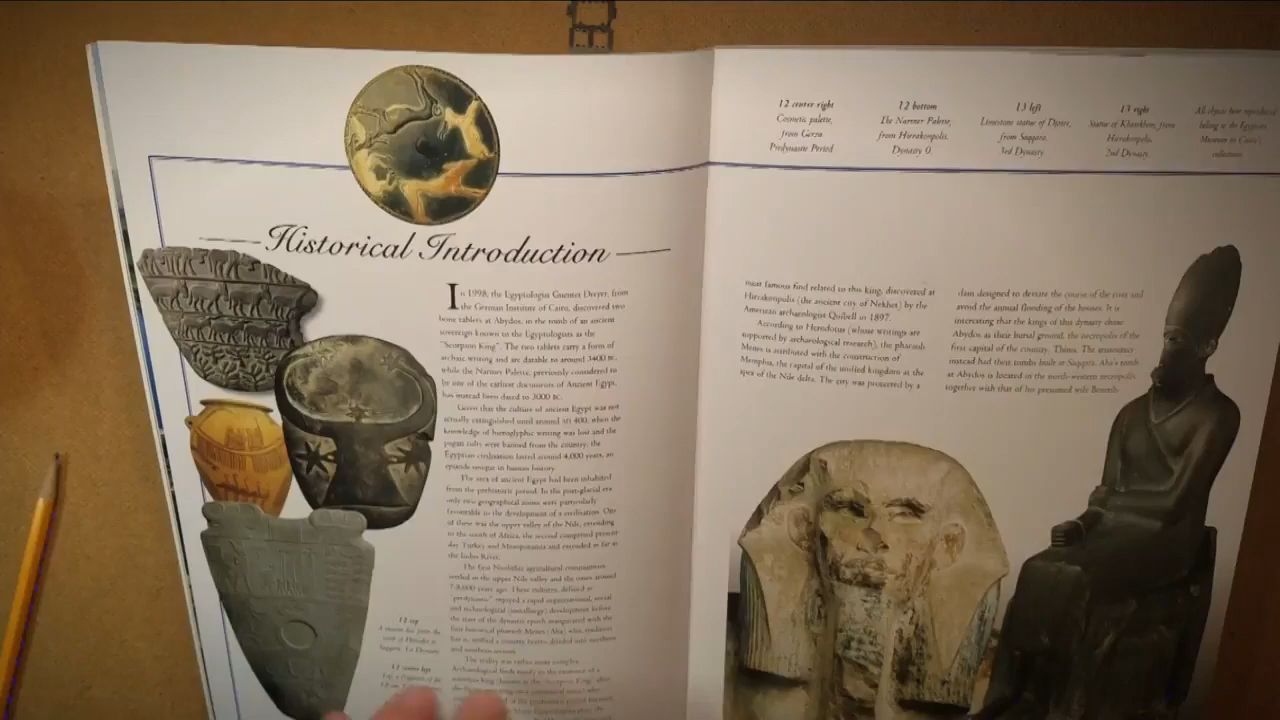 12 center right
Cosmetic palette,
from Gerza
Predynastic Period
12 bottom
The Narmer Palette,
from Hierakonpolis,
Dynasty 0.
13 left
Limestone statue of Djoser,
from Saqqara,
3rd Dynasty
13 right
Statue of Khasekhem, from
Hierakonpolis,
2nd Dynasty.
All objects here reproduced
belong to the Egyptian
Museum in Cairo's
collections
Historical Introduction
In 1998, the Egyptologist Guenter Dreyer, from
the German Institute of Cairo, discovered two
bone tablets at Abydos, in the tomb of an ancient
sovereign known to the Egyptologists as the
"Scorpion King". The two tablets carry a form of
archaic writing and are datable to around 3400 BC,
while the Narmer Palette, previously considered to
be one of the earliest documents of Ancient Egypt,
has instead been dated to 3000 BC.
Given that the culture of ancient Egypt was not
actually extinguished until around AD 400, when the
knowledge of hieroglyphic writing was lost and the
pagan cults were banned from the country, the
Egyptian civilization lasted around 4,000 years, an
episode unique in human history.
The area of ancient Egypt had been inhabited
from the prehistoric period. In the post-glacial era
only two geographical zones were particularly
favourable to the development of a civilisation. One
of these was the upper valley of the Nile, extending
to the south of Africa, the second comprised present
day Turkey and Mesopotamia and extended as far as
the Indus River.
The first Neolithic agricultural communities
settled in the upper Nile valley and the oases around
7-8,000 years ago. These cultures, defined as
"predynastic" enjoyed a rapid organizational, social
and technological (metallurgy) development before
the start of the dynastic epoch inaugurated with the
first historical pharaoh Menes (Aha) who, tradition
has it, unified a country hereto divided into northern
and southern sectors.
The reality was rather more complex.
12 top
12 center left
most famous find related to this king, discovered at
Hierakonpolis (the ancient city of Nekhet) by the
American archaeologist Quibell in 1897.
According to Herodotus (whose writings are
supported by archaeological research), the pharaoh
Menes is attributed with the construction of
Memphis, the capital of the unified kingdom at the
apex of the Nile delta. The city was protected by a
dam designed to deviate the course of the river and
avoid the annual flooding of the houses. It is
interesting that the kings of this dynasty chose
Abydos as their burial ground, the necropolis of the
first capital of the country, Thinis. The
instead had their tombs built at Saqqara. Aha's tomb
at Abydos is located in the north-western necropolis,
together with that of his presumed wife Benerib.